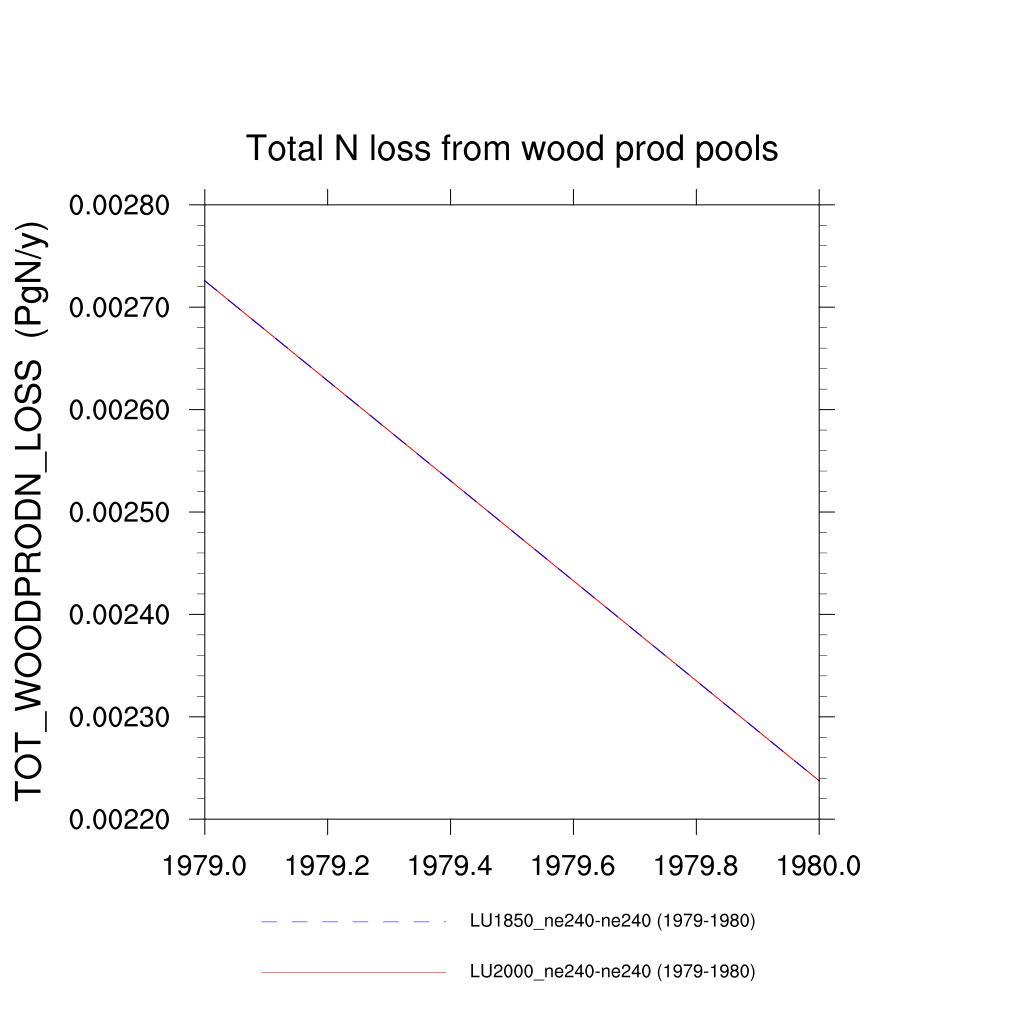 Total N loss from wood prod pools
TOT_WOODPRODN_LOSS (PgN/y)
0.00280
0.00270
0.00260
0.00250
0.00240
0.00230
0.00220
1979.0 1979.2 1979.4 1979.6 1979.8 1980.0
LU1850_ne240-ne240 (1979-1980)
LU2000_ne240-ne240 (1979-1980)